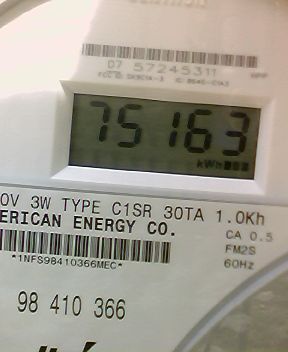 07 57245311
75163
kWh
0V 3W TYPE C1SR 30TA 1.0Kh
ERICAN ENERGY CO.
CA 0.5
FM2S
*1NFS98410366MEC*
60Hz
98 410 366